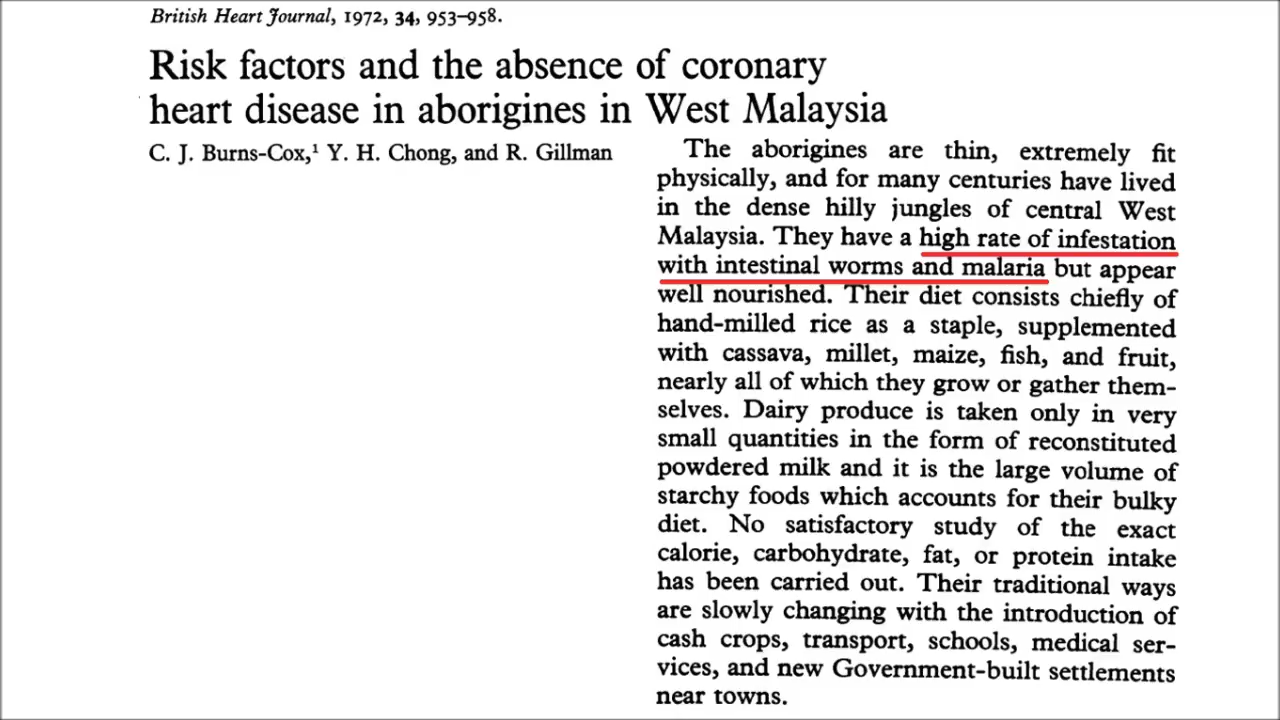 British Heart Journal, 1972, 34, 953–958.
Risk factors and the absence of coronary
heart disease in aborigines in West Malaysia
C. J. Burns-Cox,¹ Y. H. Chong, and R. Gillman
The aborigines are thin, extremely fit
physically, and for many centuries have lived
in the dense hilly jungles of central West
Malaysia. They have a high rate of infestation
with intestinal worms and malaria but appear
well nourished. Their diet consists chiefly of
hand-milled rice as a staple, supplemented
with cassava, millet, maize, fish, and fruit,
nearly all of which they grow or gather them-
selves. Dairy produce is taken only in very
small quantities in the form of reconstituted
powdered milk and it is the large volume of
starchy foods which accounts for their bulky
diet. No satisfactory study of the exact
calorie, carbohydrate, fat, or protein intake
has been carried out. Their traditional ways
are slowly changing with the introduction of
cash crops, transport, schools, medical ser-
vices, and new Government-built settlements
near towns.